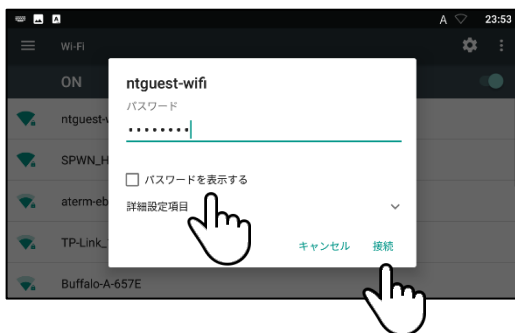 A 23:53
Wi-Fi
ON
ntguest-wifi
パスワード
••••••••
パスワードを表示する
詳細設定項目
キャンセル 接続
ntguest-
SPWN_H
aterm-eb
TP-Link_
Buffalo-A-657E